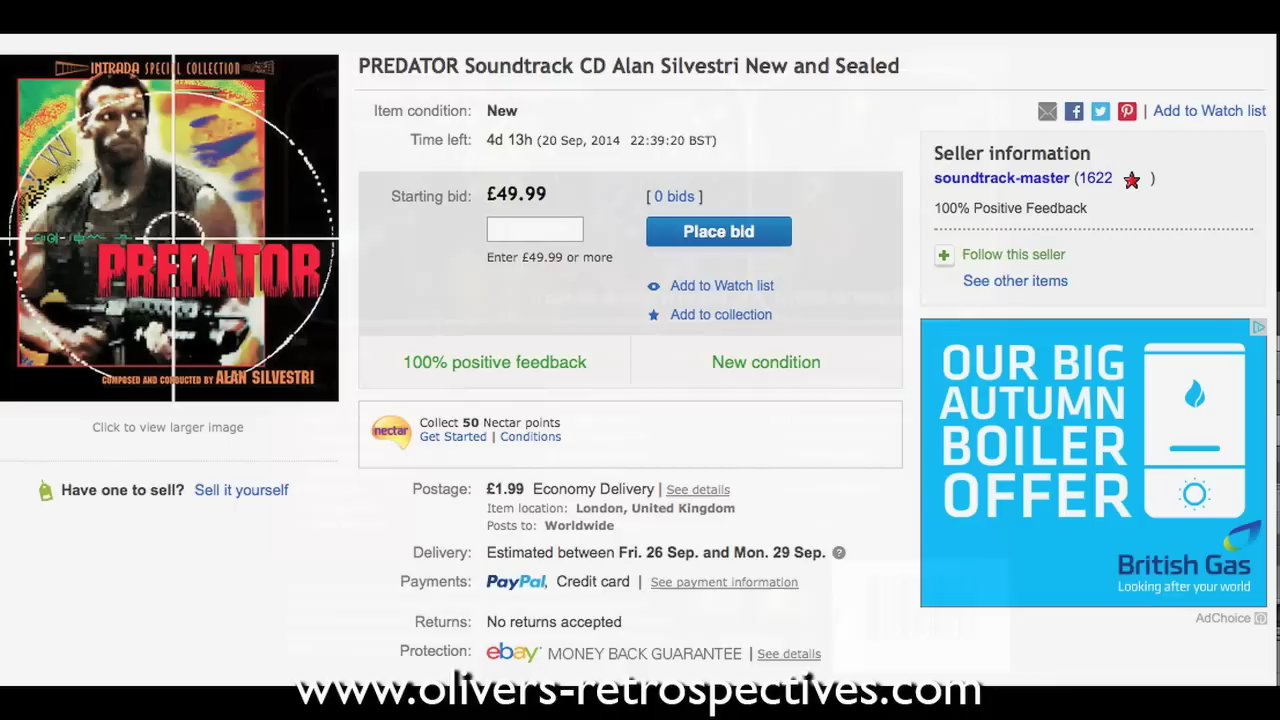 INTRADA SPECIAL COLLECTION
PREDATOR
COMPOSED AND CONDUCTED BY ALAN SILVESTRI
Click to view larger image
Have one to sell? Sell it yourself
PREDATOR Soundtrack CD Alan Silvestri New and Sealed
Item condition: New
Time left: 4d 13h (20 Sep, 2014 22:39:20 BST)
Starting bid: £49.99 [ 0 bids ]
Place bid
Enter £49.99 or more
Add to Watch list
Add to collection
100% positive feedback New condition
nectar
Collect 50 Nectar points
Get Started | Conditions
Postage: £1.99 Economy Delivery | See details
Item location: London, United Kingdom
Posts to: Worldwide
Delivery: Estimated between Fri. 26 Sep. and Mon. 29 Sep. ?
Payments: PayPal, Credit card | See payment information
Returns: No returns accepted
Protection: ebay MONEY BACK GUARANTEE | See details
| Add to Watch list
Seller information
soundtrack-master (1622 )
100% Positive Feedback
Follow this seller
See other items
OUR BIG
AUTUMN
BOILER
OFFER
British Gas
Looking after your world
AdChoice
www.olivers-retrospectives.com